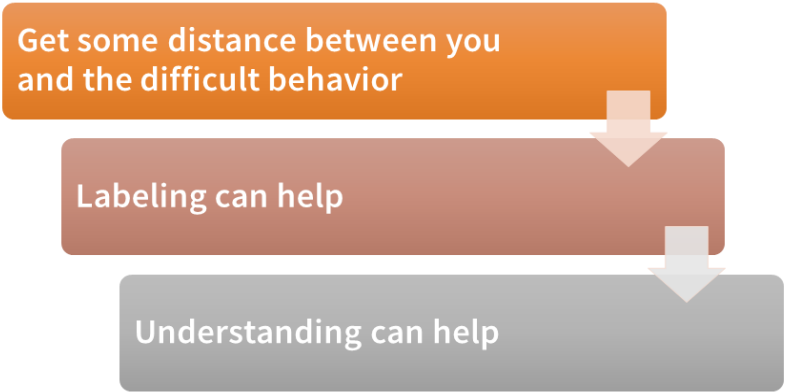 Get some distance between you
and the difficult behavior
Labeling can help
Understanding can help